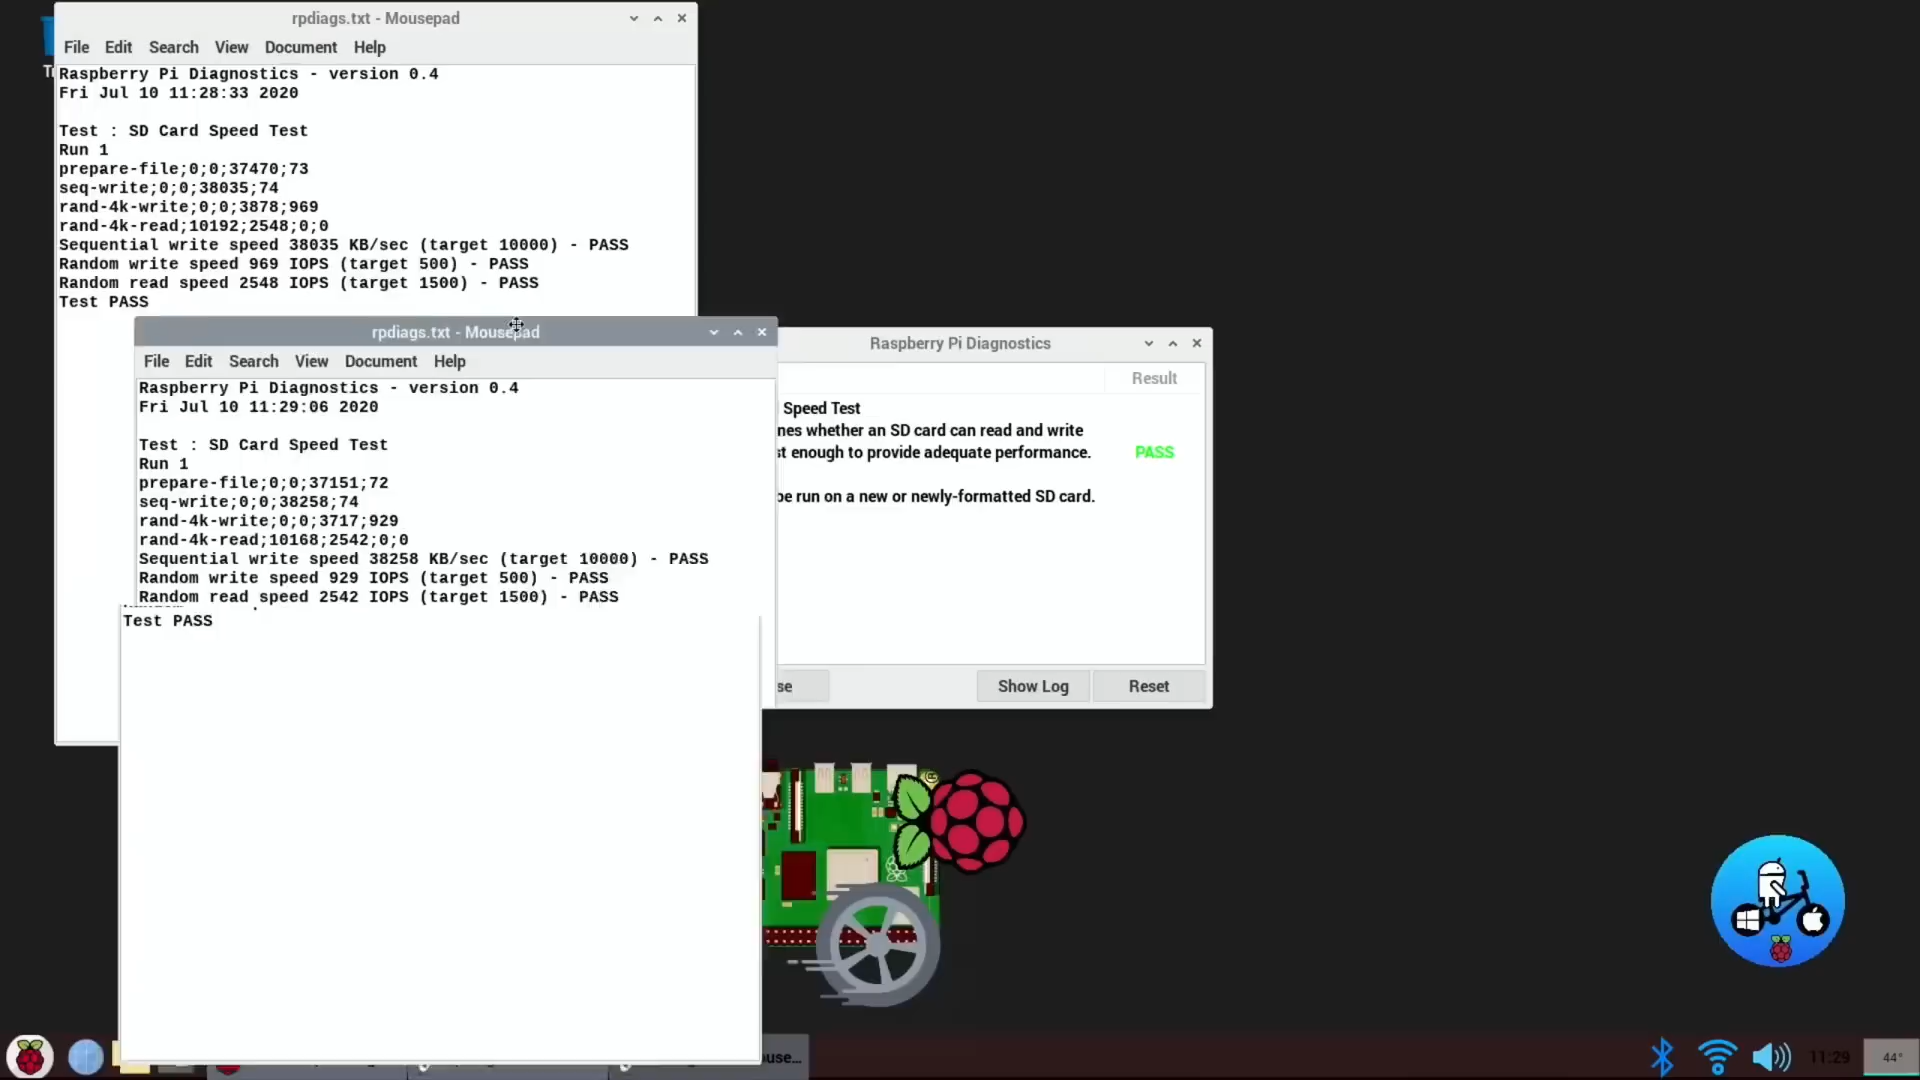 rpdiags.txt - Mousepad
File Edit Search View Document Help
Raspberry Pi Diagnostics - version 0.4
Fri Jul 10 11:28:33 2020
Test : SD Card Speed Test
Run 1
prepare-file;0;0;37470;73
seq-write;0;0;38035;74
rand-4k-write;0;0;3878;969
rand-4k-read;10192;2548;0;0
Sequential write speed 38035 KB/sec (target 10000) - PASS
Random write speed 969 IOPS (target 500) - PASS
Random read speed 2548 IOPS (target 1500) - PASS
Test PASS
rpdiags.txt - Mousepad
File Edit Search View Document Help
Raspberry Pi Diagnostics - version 0.4
Fri Jul 10 11:29:06 2020
Test : SD Card Speed Test
Run 1
prepare-file;0;0;37151;72
seq-write;0;0;38258;74
rand-4k-write;0;0;3717;929
rand-4k-read;10168;2542;0;0
Sequential write speed 38258 KB/sec (target 10000) - PASS
Random write speed 929 IOPS (target 500) - PASS
Random read speed 2542 IOPS (target 1500) - PASS
Test PASS
Raspberry Pi Diagnostics
Result
Speed Test
nes whether an SD card can read and write
st enough to provide adequate performance.
PASS
be run on a new or newly-formatted SD card.
se
Show Log
Reset
ouse...
11:29
44°